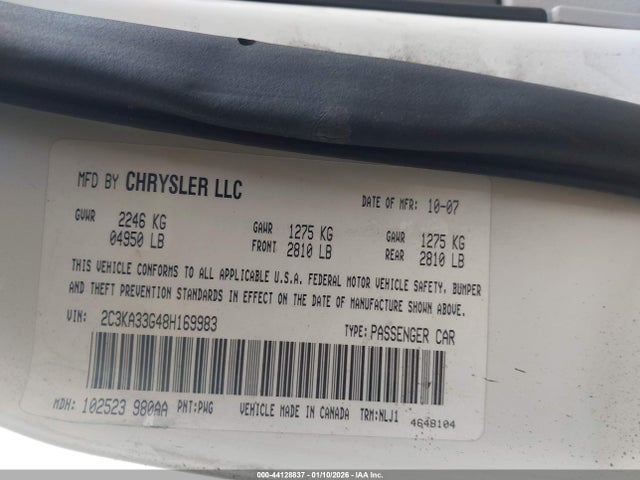 MFD BY CHRYSLER LLC
DATE OF MFR: 10-07
GVWR 2246 KG
04950 LB
GAWR FRONT 1275 KG
2810 LB
GAWR REAR 1275 KG
2810 LB
THIS VEHICLE CONFORMS TO ALL APPLICABLE U.S.A. FEDERAL MOTOR VEHICLE SAFETY, BUMPER
AND THEFT PREVENTION STANDARDS IN EFFECT ON THE DATE OF MANUFACTURE SHOWN ABOVE.
VIN: 2C3KA33G48H169983
TYPE: PASSENGER CAR
MDH: 102523 980AA PNT: PWG VEHICLE MADE IN CANADA TRM: NLJ1
4648104
000-44128837 - 01/10/2026 - IAA Inc.